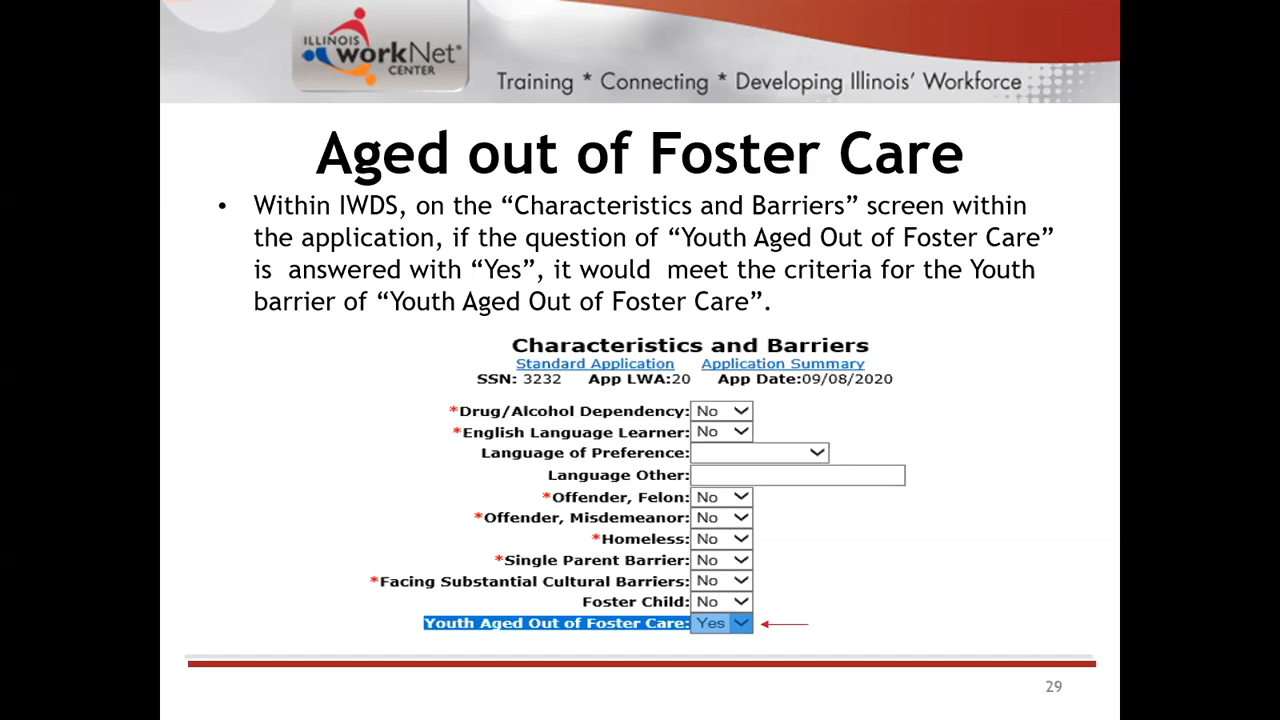 ILLINOIS
workNet®
CENTER
Training * Connecting * Developing Illinois’ Workforce
Aged out of Foster Care
• Within IWDS, on the “Characteristics and Barriers” screen within
the application, if the question of “Youth Aged Out of Foster Care”
is answered with “Yes”, it would meet the criteria for the Youth
barrier of “Youth Aged Out of Foster Care”.
Characteristics and Barriers
Standard Application Application Summary
SSN: 3232 App LWA:20 App Date:09/08/2020
*Drug/Alcohol Dependency: No
*English Language Learner: No
Language of Preference:
Language Other:
*Offender, Felon: No
*Offender, Misdemeanor: No
*Homeless: No
*Single Parent Barrier: No
*Facing Substantial Cultural Barriers: No
Foster Child: No
Youth Aged Out of Foster Care: Yes
29